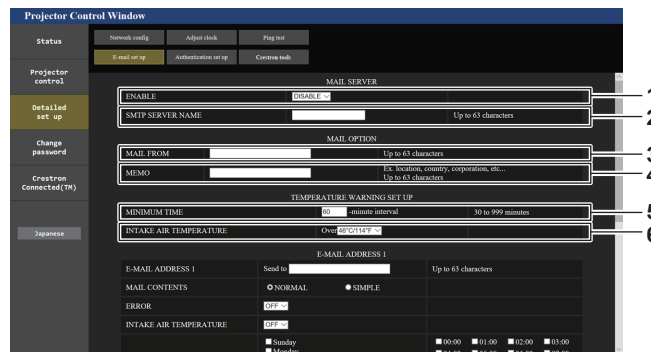 Projector Control Window
Status
Network config Adjust clock Ping test
E-mail set up Authentication set up Crestron tools
Projector control
Detailed set up
Change password
Crestron Connected(TM)
Japanese
MAIL SERVER
ENABLE DISABLE 1
SMTP SERVER NAME Up to 63 characters 2
MAIL OPTION
MAIL FROM Up to 63 characters 3
MEMO Ex. location, country, corporation, etc... 4
Up to 63 characters
TEMPERATURE WARNING SET UP
MINIMUM TIME 60 -minute interval 30 to 999 minutes 5
INTAKE AIR TEMPERATURE Over 46°C/114°F 6
E-MAIL ADDRESS 1
E-MAIL ADDRESS 1 Send to Up to 63 characters
MAIL CONTENTS NORMAL SIMPLE
ERROR OFF
INTAKE AIR TEMPERATURE OFF
Sunday 00:00 01:00 02:00 03:00
Monday